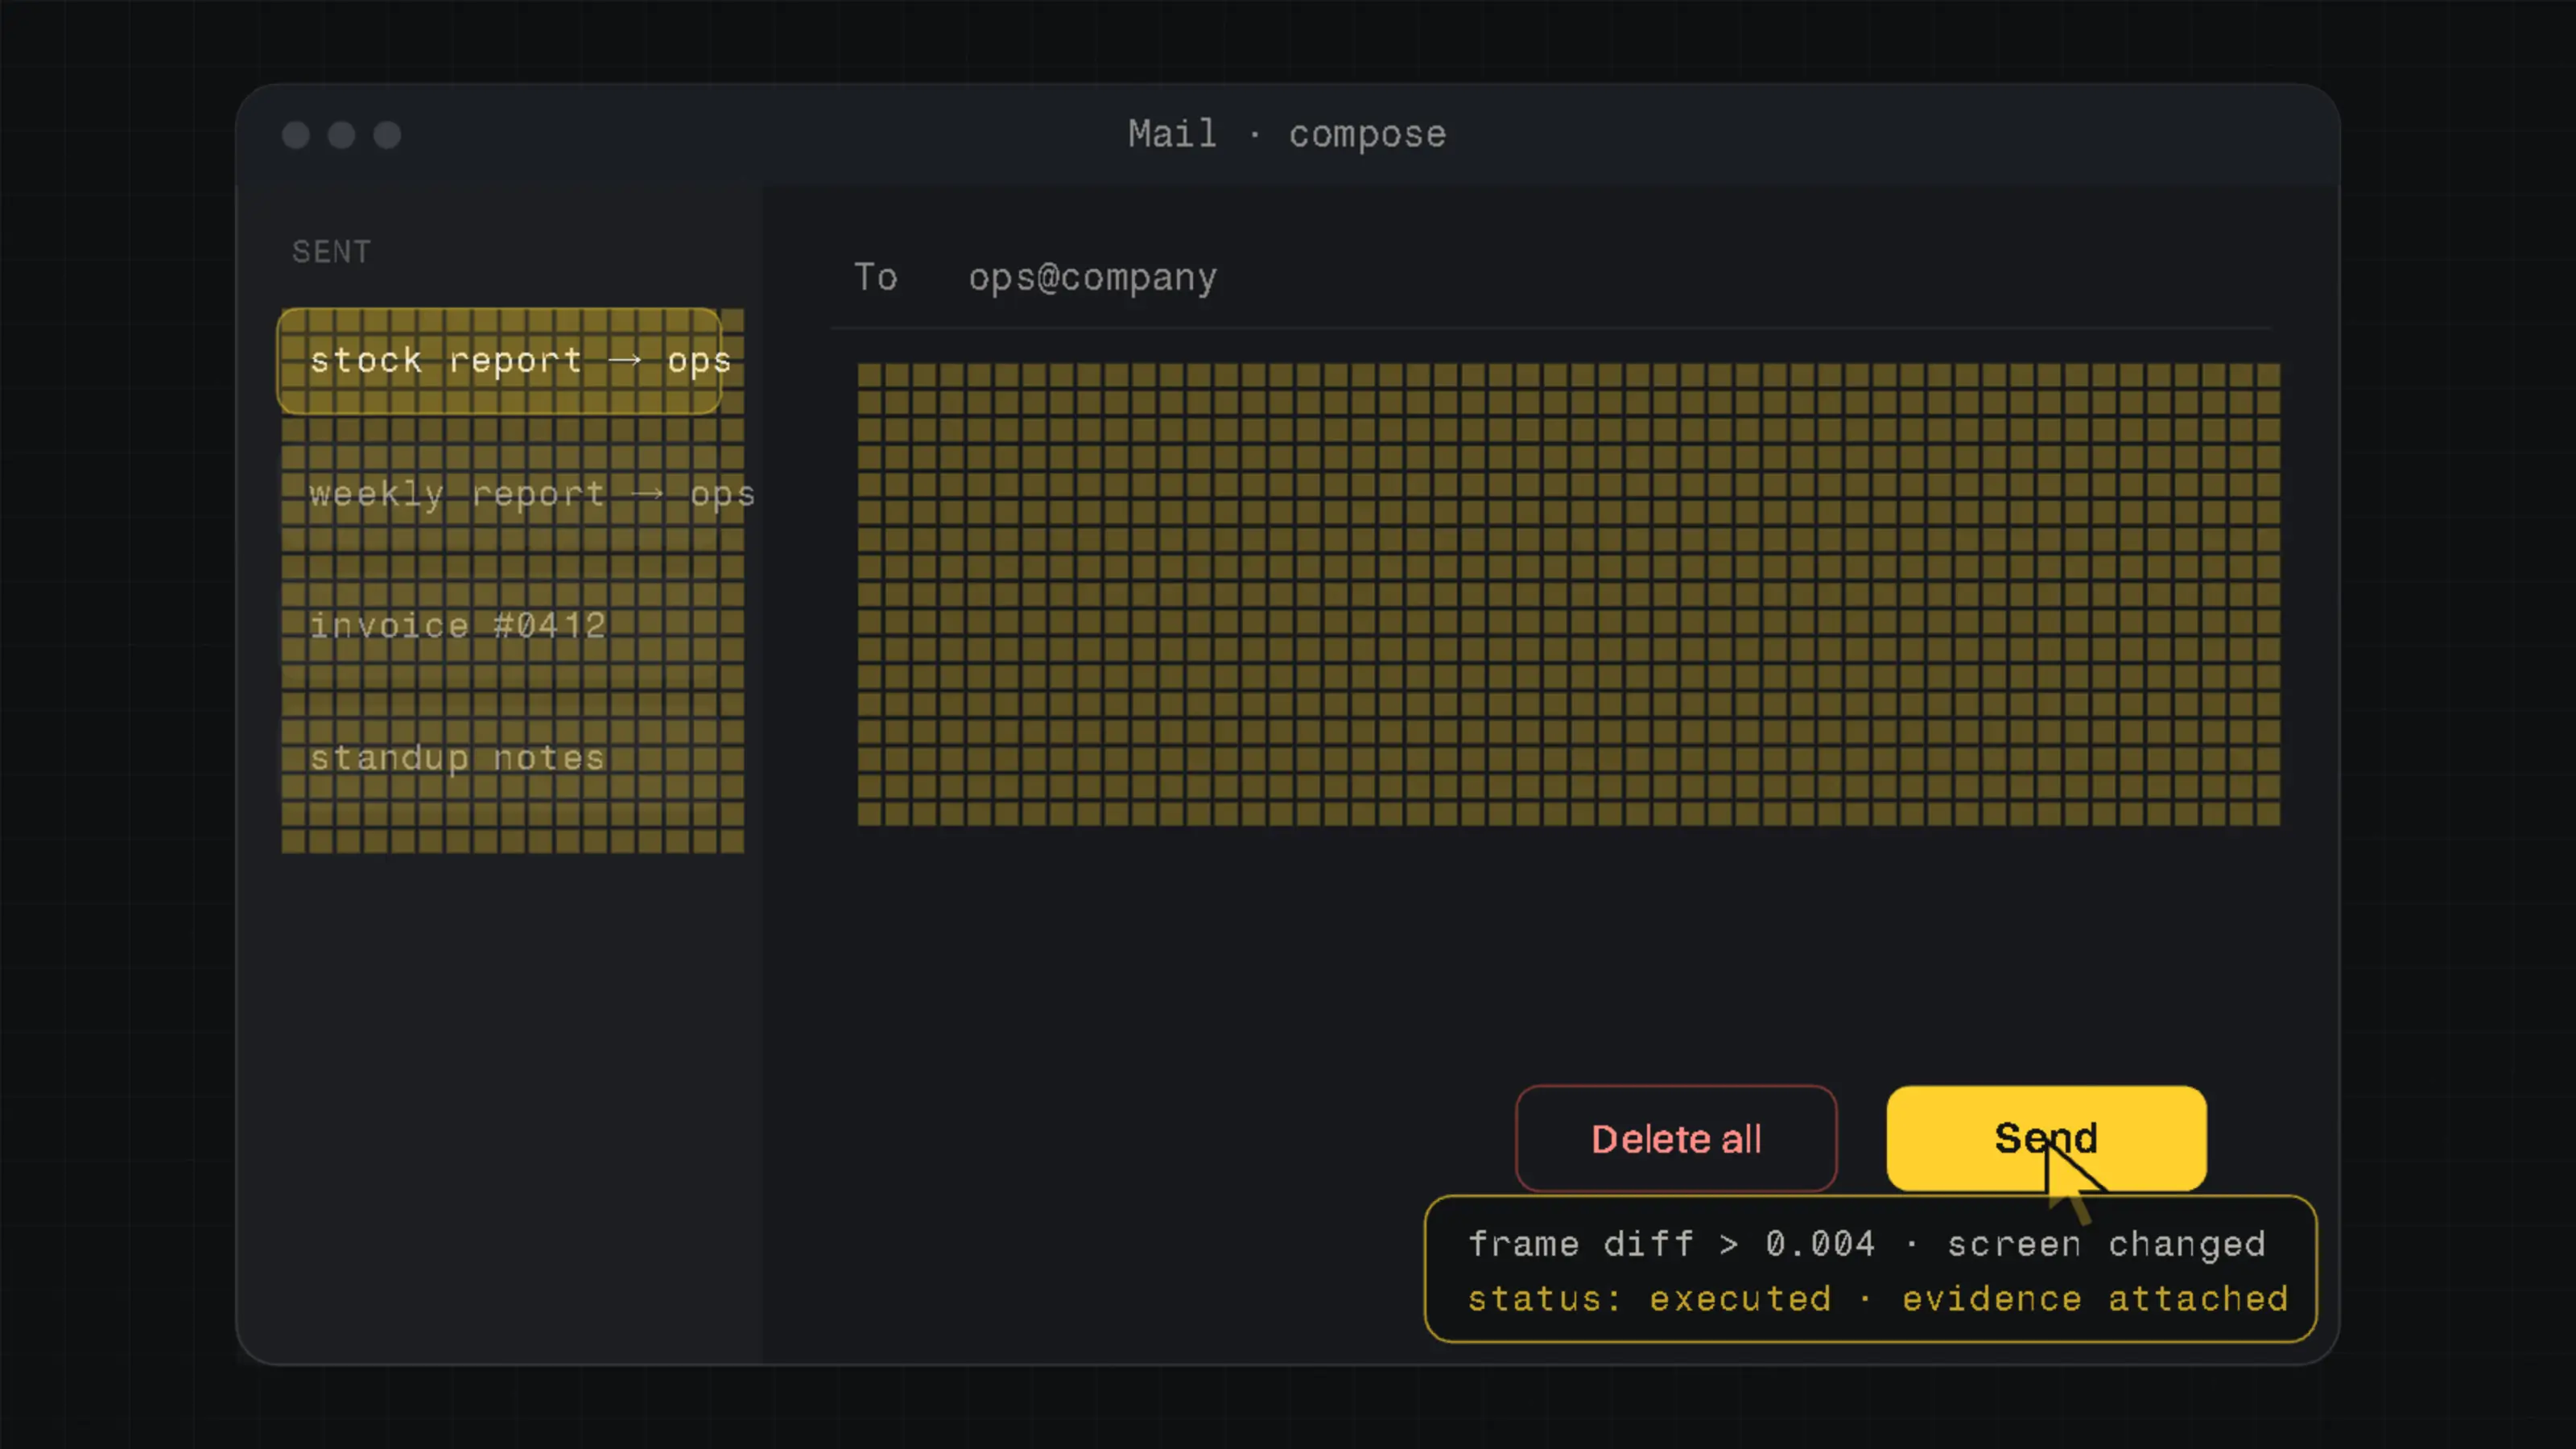 Mail · compose
SENT
stock report → ops
weekly report → ops
invoice #0412
standup notes
To ops@company
Delete all
Send
frame diff > 0.004 · screen changed
status: executed · evidence attached